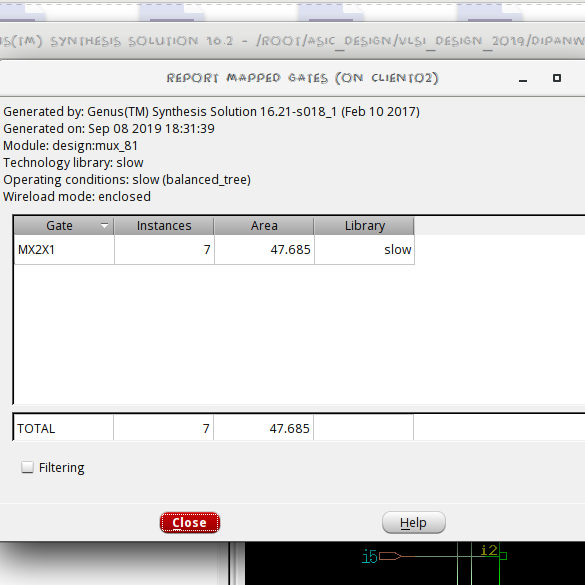 IS(TM) SYNTHESIS SOLUTION 16.2 - /ROOT/ASIC_DESIGN/VLSI_DESIGN_2019/DIPANW
REPORT MAPPED GATES (ON CLIENT02)
Generated by: Genus(TM) Synthesis Solution 16.21-s018_1 (Feb 10 2017)
Generated on: Sep 08 2019 18:31:39
Module: design:mux_81
Technology library: slow
Operating conditions: slow (balanced_tree)
Wireload mode: enclosed
Gate Instances Area Library
MX2X1 7 47.685 slow
TOTAL 7 47.685
Filtering
Close Help
i5 i2